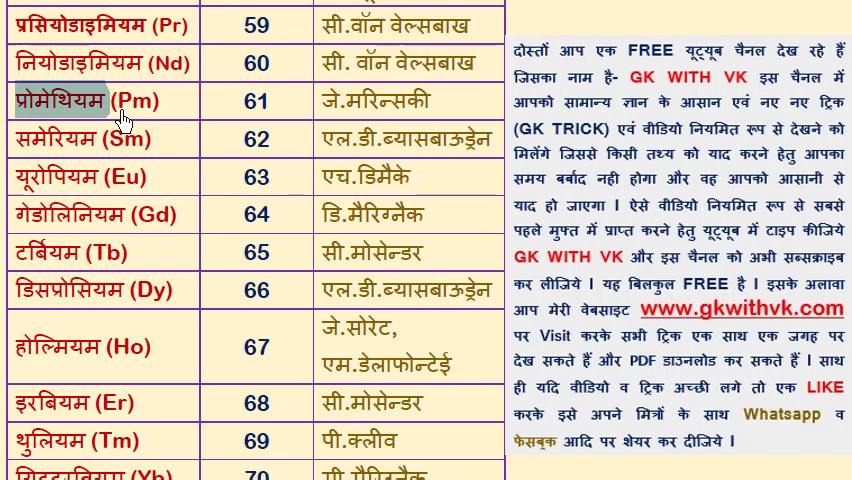 प्रसियोडाइमियम (Pr) 59 सी.वॉन वेल्सबाख
नियोडाइमियम (Nd) 60 सी. वॉन वेल्सबाख
प्रोमेथियम (Pm) 61 जे.मरिन्सकी
समेरियम (Sm) 62 एल.डी.ब्यासबाऊड्रेन
यूरोपियम (Eu) 63 एच.डिमैके
गेडोलिनियम (Gd) 64 डि.मैरिग्नैक
टर्बियम (Tb) 65 सी.मोसेन्डर
डिसप्रोसियम (Dy) 66 एल.डी.ब्यासबाऊड्रेन
होल्मियम (Ho) 67 जे.सोरेट,
एम.डेलाफोन्टेई
इरबियम (Er) 68 सी.मोसेन्डर
थुलियम (Tm) 69 पी.क्लीव
(Yb) 70
दोस्तों आप एक FREE यूट्यूब चैनल देख रहे हैं
जिसका नाम है- GK WITH VK इस चैनल में
आपको सामान्य ज्ञान के आसान एवं नए नए ट्रिक
(GK TRICK) एवं वीडियो नियमित रूप से देखने को
मिलेंगे जिससे किसी तथ्य को याद करने हेतु आपका
समय बर्बाद नही होगा और वह आपको आसानी से
याद हो जाएगा । ऐसे वीडियो नियमित रूप से सबसे
पहले मुफ्त में प्राप्त करने हेतु यूट्यूब में टाइप कीजिये
GK WITH VK और इस चैनल को अभी सब्सक्राइब
कर लीजिये । यह बिलकुल FREE है । इसके अलावा
आप मेरी वेबसाइट www.gkwithvk.com
पर Visit करके सभी ट्रिक एक साथ एक जगह पर
देख सकते हैं और PDF डाउनलोड कर सकते हैं । साथ
ही यदि वीडियो व ट्रिक अच्छी लगे तो एक LIKE
करके इसे अपने मित्रों के साथ Whatsapp व
फेसबुक आदि पर शेयर कर दीजिये ।